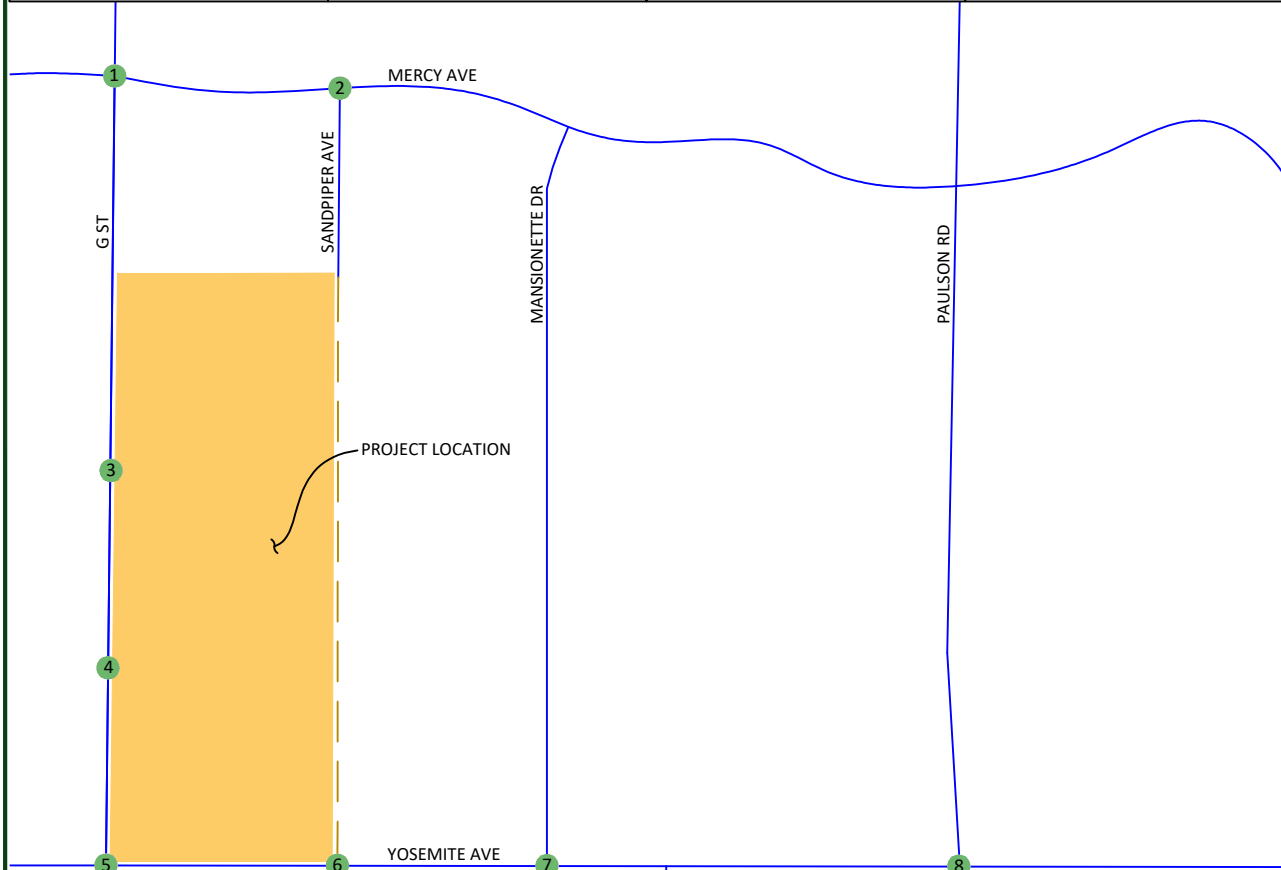 1
2
MERCY AVE
SANDPIPER AVE
G ST
MANSIONETTE DR
PAULSON RD
PROJECT LOCATION
3
4
5
6
YOSEMITE AVE
7
8